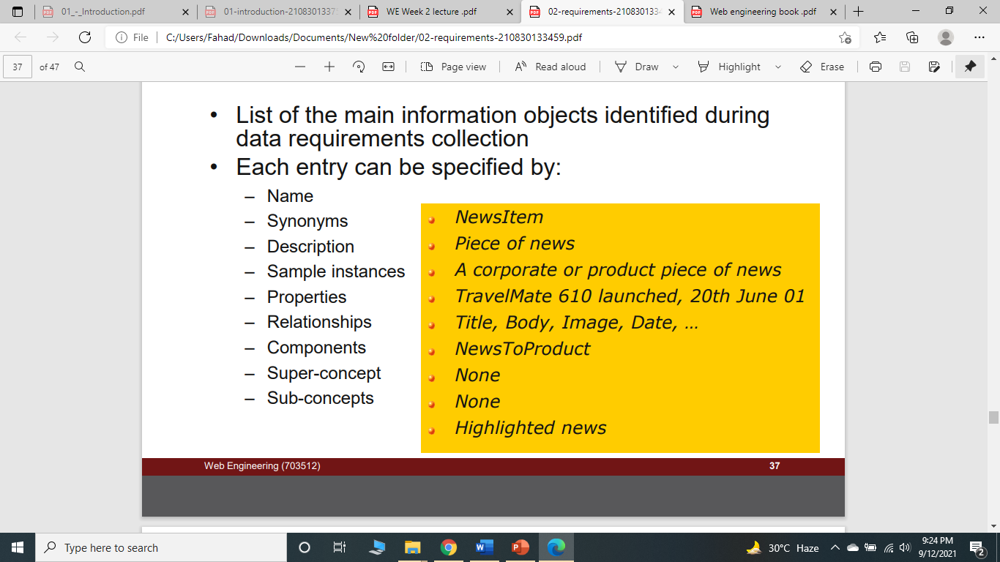 01_-_Introduction.pdf
01-introduction-2108301337
WE Week 2 lecture .pdf
02-requirements-2108301334
Web engineering book .pdf
File
C:/Users/Fahad/Downloads/Documents/New%20folder/02-requirements-210830133459.pdf
37 of 47
Page view
Read aloud
Draw
Highlight
Erase
• List of the main information objects identified during
data requirements collection
• Each entry can be specified by:
– Name
– Synonyms
– Description
– Sample instances
– Properties
– Relationships
– Components
– Super-concept
– Sub-concepts
NewsItem
Piece of news
A corporate or product piece of news
TravelMate 610 launched, 20th June 01
Title, Body, Image, Date, …
NewsToProduct
None
None
Highlighted news
Web Engineering (703512) 37
Type here to search
30°C Haze
9:24 PM
9/12/2021
2